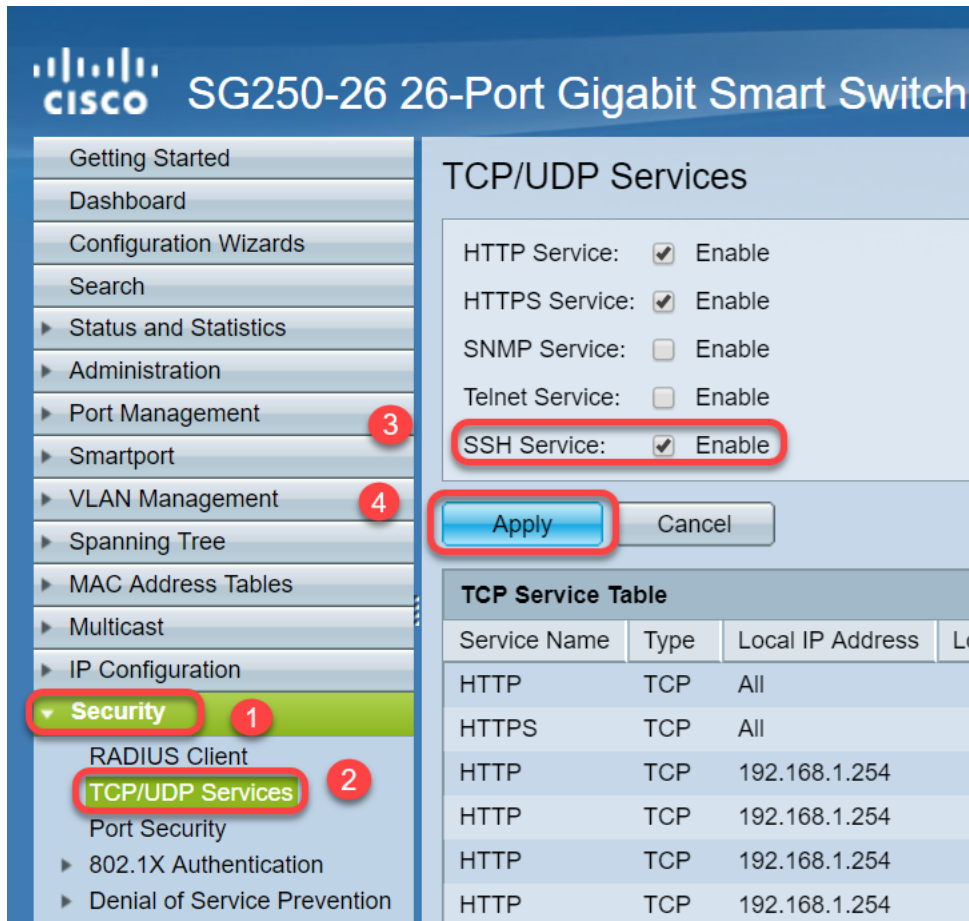 CISCO SG250-26 26-Port Gigabit Smart Switch
Getting Started
Dashboard
Configuration Wizards
Search
Status and Statistics
Administration
Port Management
3
Smartport
VLAN Management
4
Spanning Tree
MAC Address Tables
Multicast
IP Configuration
Security
1
RADIUS Client
TCP/UDP Services
2
Port Security
802.1X Authentication
Denial of Service Prevention
TCP/UDP Services
HTTP Service: Enable
HTTPS Service: Enable
SNMP Service: Enable
Telnet Service: Enable
SSH Service: Enable
Apply Cancel
TCP Service Table
Service Name Type Local IP Address
HTTP TCP All
HTTPS TCP All
HTTP TCP 192.168.1.254
HTTP TCP 192.168.1.254
HTTP TCP 192.168.1.254
HTTP TCP 192.168.1.254